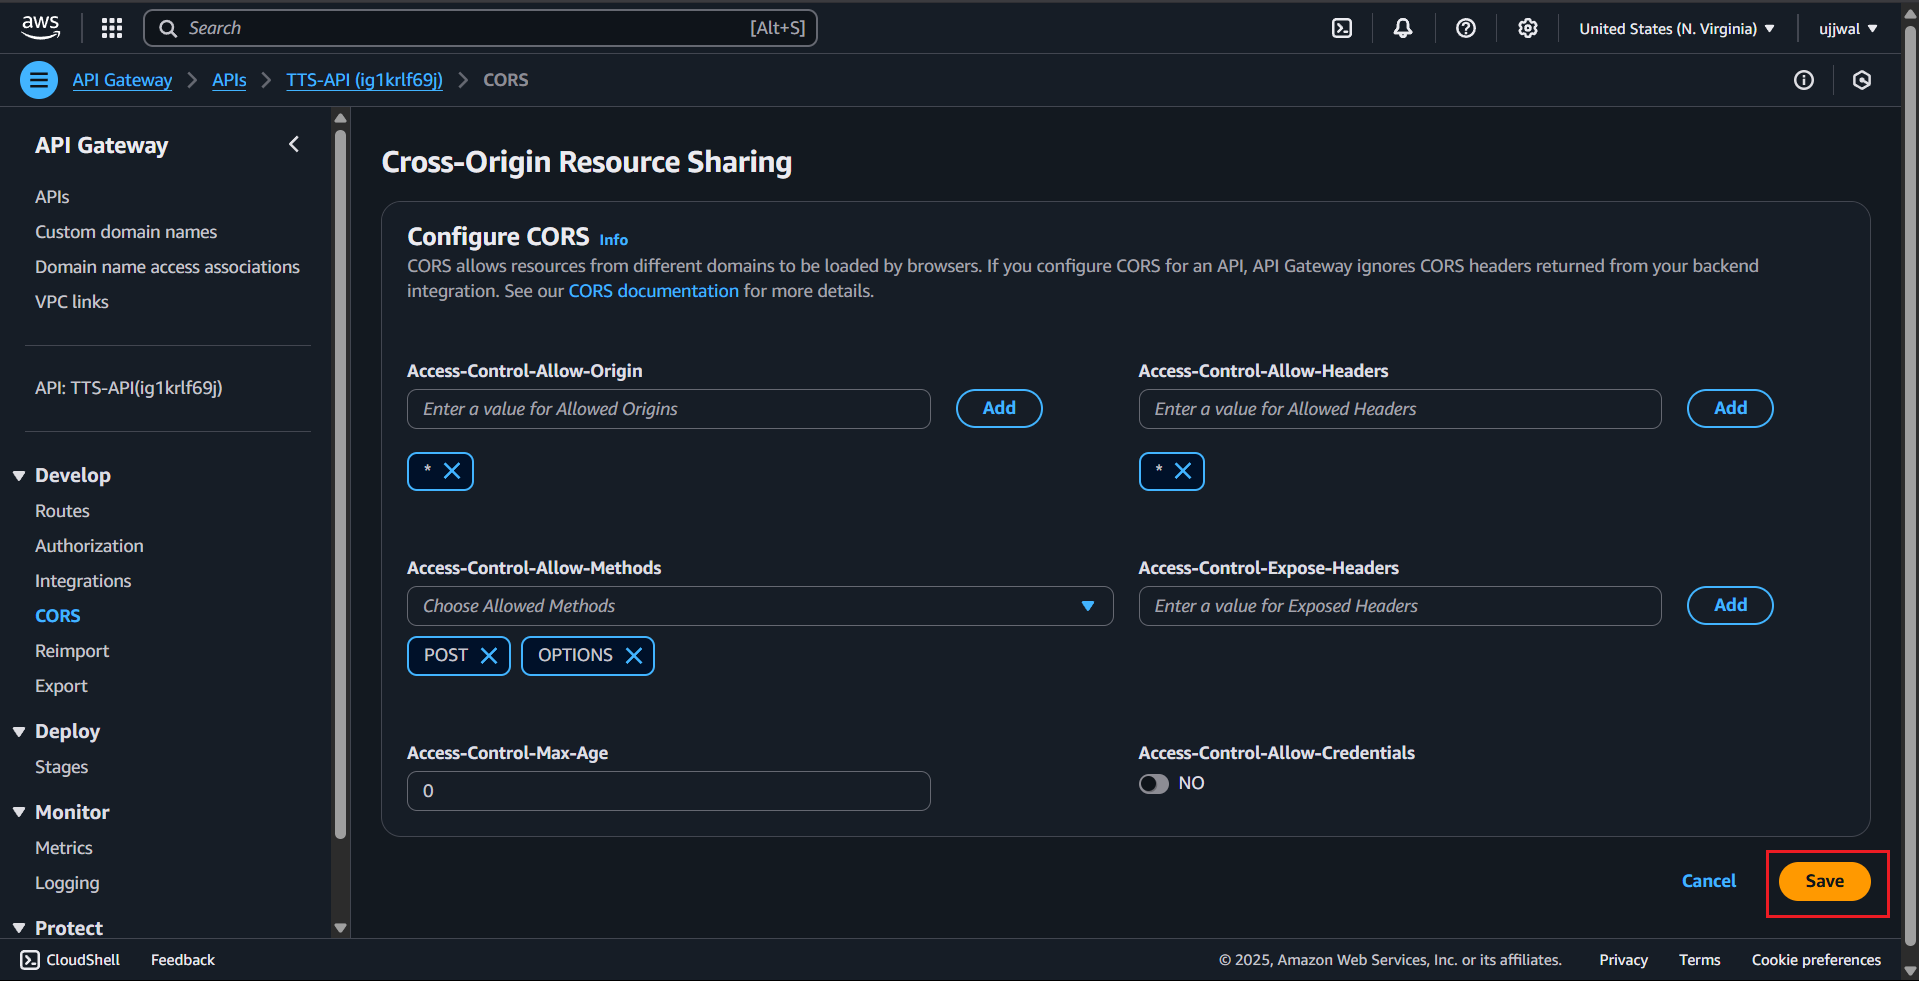 aws
Search [Alt+S]
United States (N. Virginia)
ujjwal
API Gateway
APIs
TTS-API (ig1krlf69j)
CORS
API Gateway
APIs
Custom domain names
Domain name access associations
VPC links
API: TTS-API(ig1krlf69j)
Develop
Routes
Authorization
Integrations
CORS
Reimport
Export
Deploy
Stages
Monitor
Metrics
Logging
Protect
Cross-Origin Resource Sharing
Configure CORS Info
CORS allows resources from different domains to be loaded by browsers. If you configure CORS for an API, API Gateway ignores CORS headers returned from your backend
integration. See our CORS documentation for more details.
Access-Control-Allow-Origin
Enter a value for Allowed Origins
Add
*
Access-Control-Allow-Headers
Enter a value for Allowed Headers
Add
*
Access-Control-Allow-Methods
Choose Allowed Methods
POST
OPTIONS
Access-Control-Expose-Headers
Enter a value for Exposed Headers
Add
Access-Control-Max-Age
0
Access-Control-Allow-Credentials
NO
Cancel
Save
CloudShell
Feedback
© 2025, Amazon Web Services, Inc. or its affiliates.
Privacy
Terms
Cookie preferences